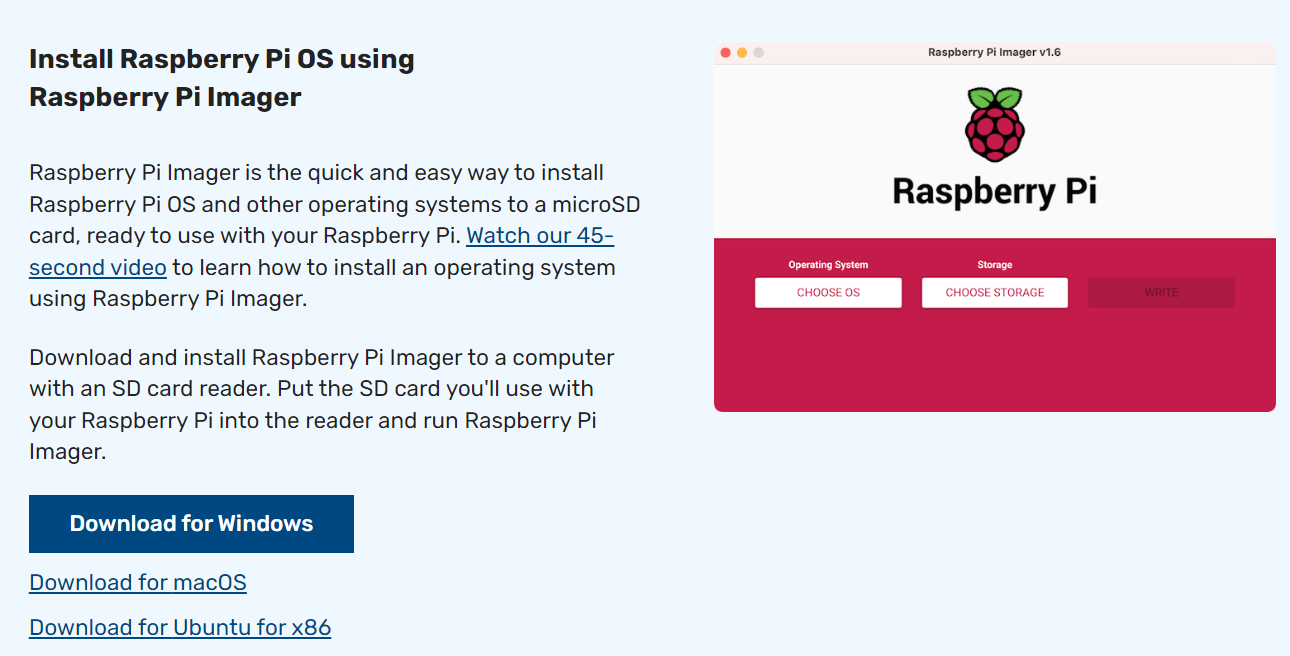 Install Raspberry Pi OS using
Raspberry Pi Imager
Raspberry Pi Imager is the quick and easy way to install
Raspberry Pi OS and other operating systems to a microSD
card, ready to use with your Raspberry Pi. Watch our 45-
second video to learn how to install an operating system
using Raspberry Pi Imager.
Download and install Raspberry Pi Imager to a computer
with an SD card reader. Put the SD card you'll use with
your Raspberry Pi into the reader and run Raspberry Pi
Imager.
Download for Windows
Download for macOS
Download for Ubuntu for x86
Raspberry Pi Imager v1.6
Raspberry Pi
Operating System
Storage
CHOOSE OS
CHOOSE STORAGE
WRITE